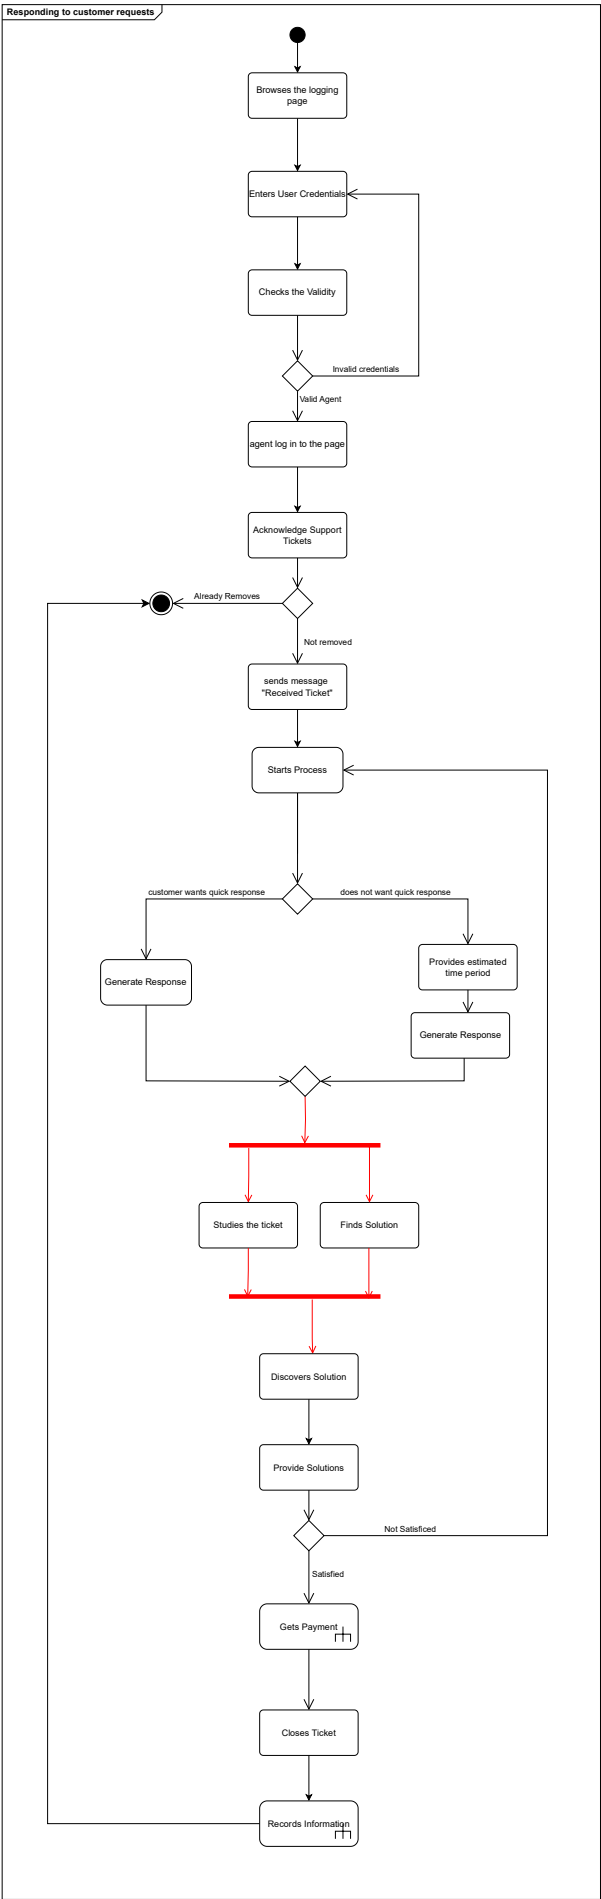 Responding to customer requests
Browses the logging
page
Enters User Credentials
Checks the Validity
Invalid credentials
Valid Agent
agent log in to the page
Acknowledge Support
Tickets
Already Removes
Not removed
sends message
"Received Ticket"
Starts Process
customer wants quick response
does not want quick response
Provides estimated
time period
Generate Response
Generate Response
Studies the ticket
Finds Solution
Discovers Solution
Provide Solutions
Not Satisficed
Satisfied
Gets Payment
Closes Ticket
Records Information